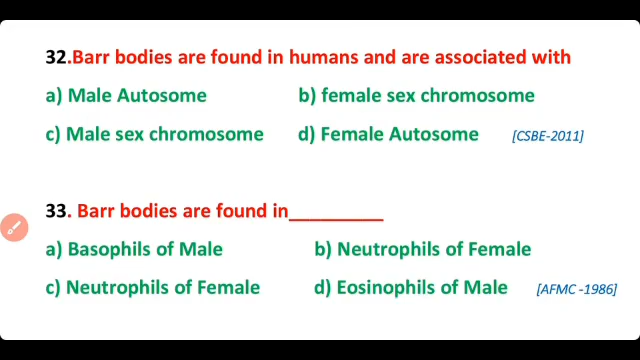 32.Barr bodies are found in humans and are associated with
a) Male Autosome b) female sex chromosome
c) Male sex chromosome d) Female Autosome [CSBE-2011]
33. Barr bodies are found in_________
a) Basophils of Male b) Neutrophils of Female
c) Neutrophils of Female d) Eosinophils of Male [AFMC -1986]